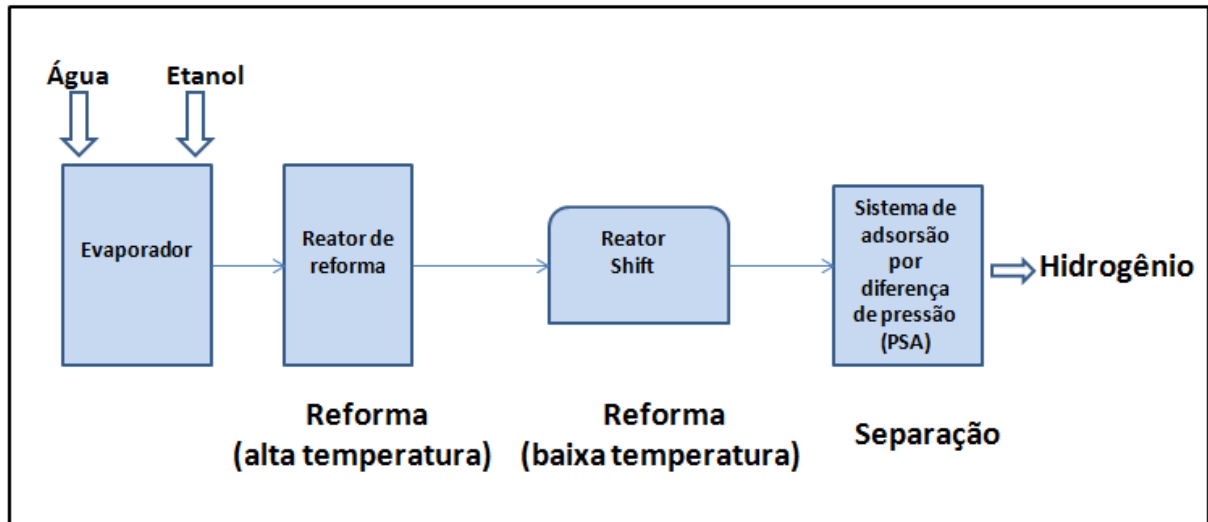 Água
Etanol
Evaporador
Reator de
reforma
Reator
Shift
Sistema de
adsorsão
por
diferença
de pressão
(PSA)
Hidrogênio
Reforma
(alta temperatura)
Reforma
(baixa temperatura)
Separação